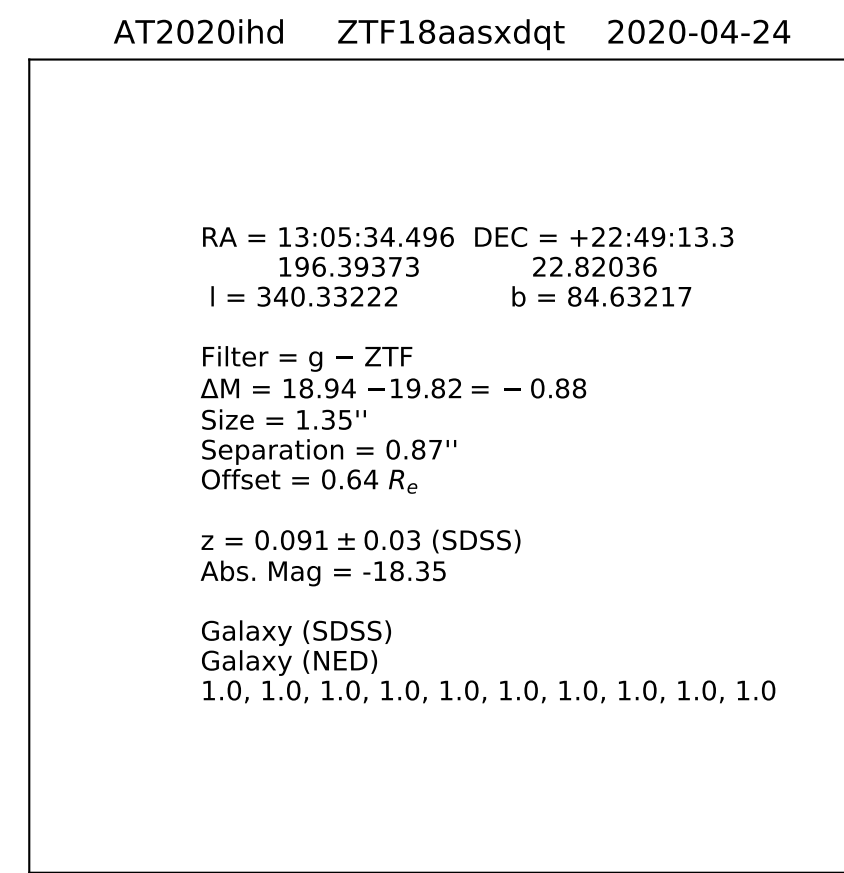 AT2020ihd ZTF18aasxdqt 2020-04-24
RA = 13:05:34.496 DEC = +22:49:13.3
196.39373 22.82036
l = 340.33222 b = 84.63217
Filter = g − ZTF
ΔM = 18.94 −19.82 = − 0.88
Size = 1.35''
Separation = 0.87''
Offset = 0.64 Re
z = 0.091 ± 0.03 (SDSS)
Abs. Mag = -18.35
Galaxy (SDSS)
Galaxy (NED)
1.0, 1.0, 1.0, 1.0, 1.0, 1.0, 1.0, 1.0, 1.0, 1.0